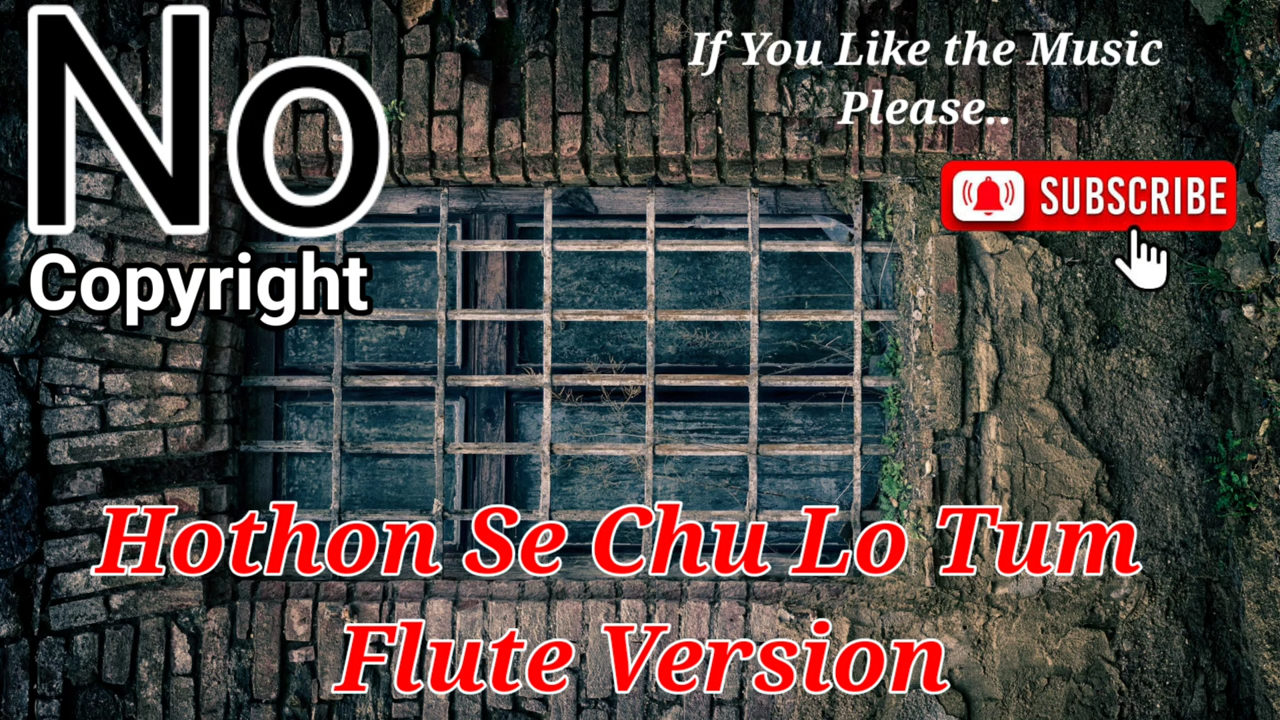 No
Copyright
If You Like the Music
Please..
SUBSCRIBE
Hothon Se Chu Lo Tum
Flute Version